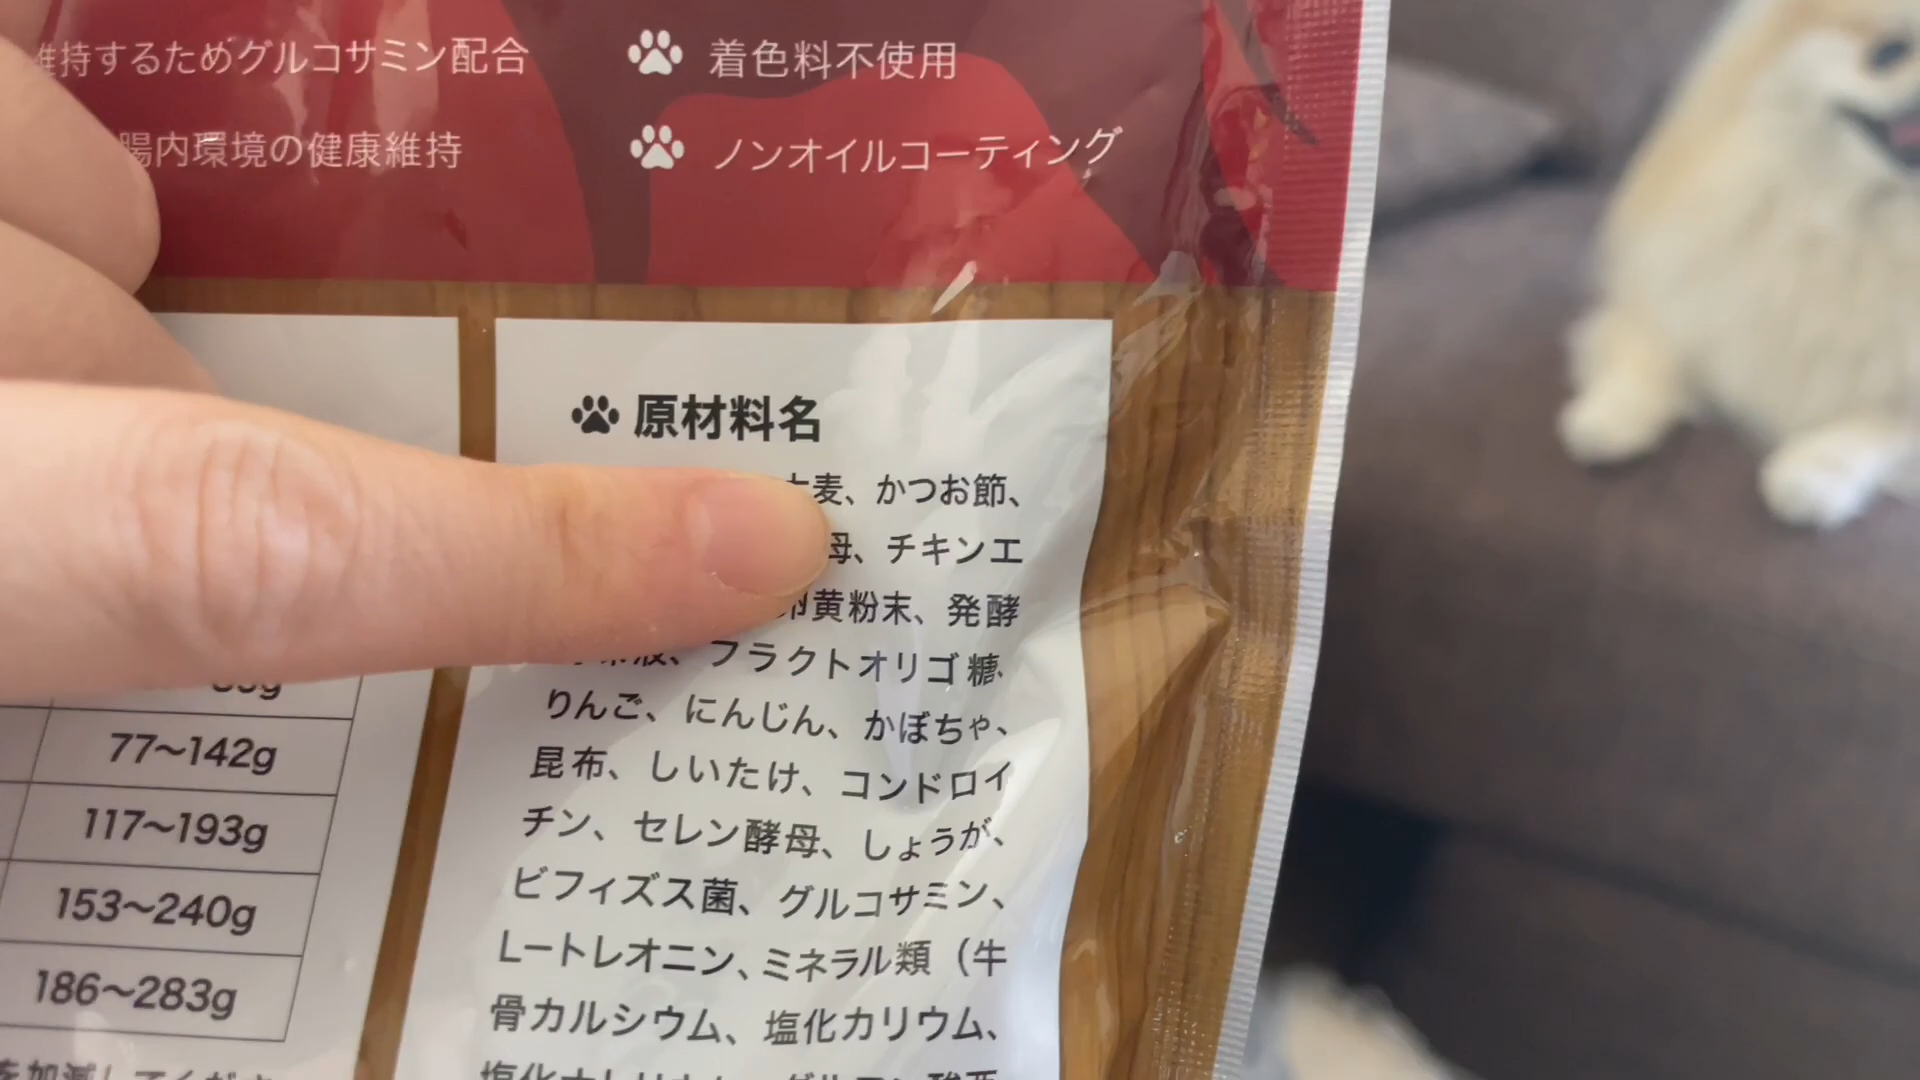 維持するためグルコサミン配合
着色料不使用
腸内環境の健康維持
ノンオイルコーティング
77〜142g
117〜193g
153〜240g
186〜283g
原材料名
大麦、かつお節、
母、チキンエ
卵黄粉末、発酵
フラクトオリゴ糖、
りんご、にんじん、かぼちゃ、
昆布、しいたけ、コンドロイ
チン、セレン酵母、しょうが、
ビフィズス菌、グルコサミン、
L-トレオニン、ミネラル類（牛
骨カルシウム、塩化カリウム、